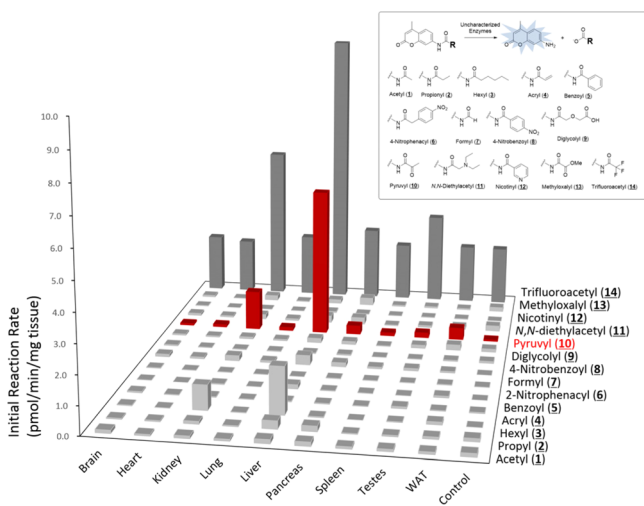 Uncharacterized
Enzymes
O O N H R
O O NH₂ + O R
Acetyl (1) Propionyl (2) Hexyl (3) Acryl (4) Benzoyl (5)
4-Nitrophenacyl (6) Formyl (7) 4-Nitrobenzoyl (8) Diglycolyl (9)
Pyruvyl (10) N,N-Diethylacetyl (11) Nicotinyl (12) Methyloxalyl (13) Trifluoroacetyl (14)
Initial Reaction Rate
(pmol/min/mg tissue)
10.0
9.0
8.0
7.0
6.0
5.0
4.0
3.0
2.0
1.0
0.0
Trifluoroacetyl (14)
Methyloxalyl (13)
Nicotinyl (12)
N,N-diethylacetyl (11)
Pyruvyl (10)
Diglycolyl (9)
4-Nitrobenzoyl (8)
Formyl (7)
2-Nitrophenacyl (6)
Benzoyl (5)
Acryl (4)
Hexyl (3)
Propyl (2)
Acetyl (1)
Brain Heart Kidney Lung Liver Pancreas Spleen Testes WAT Control